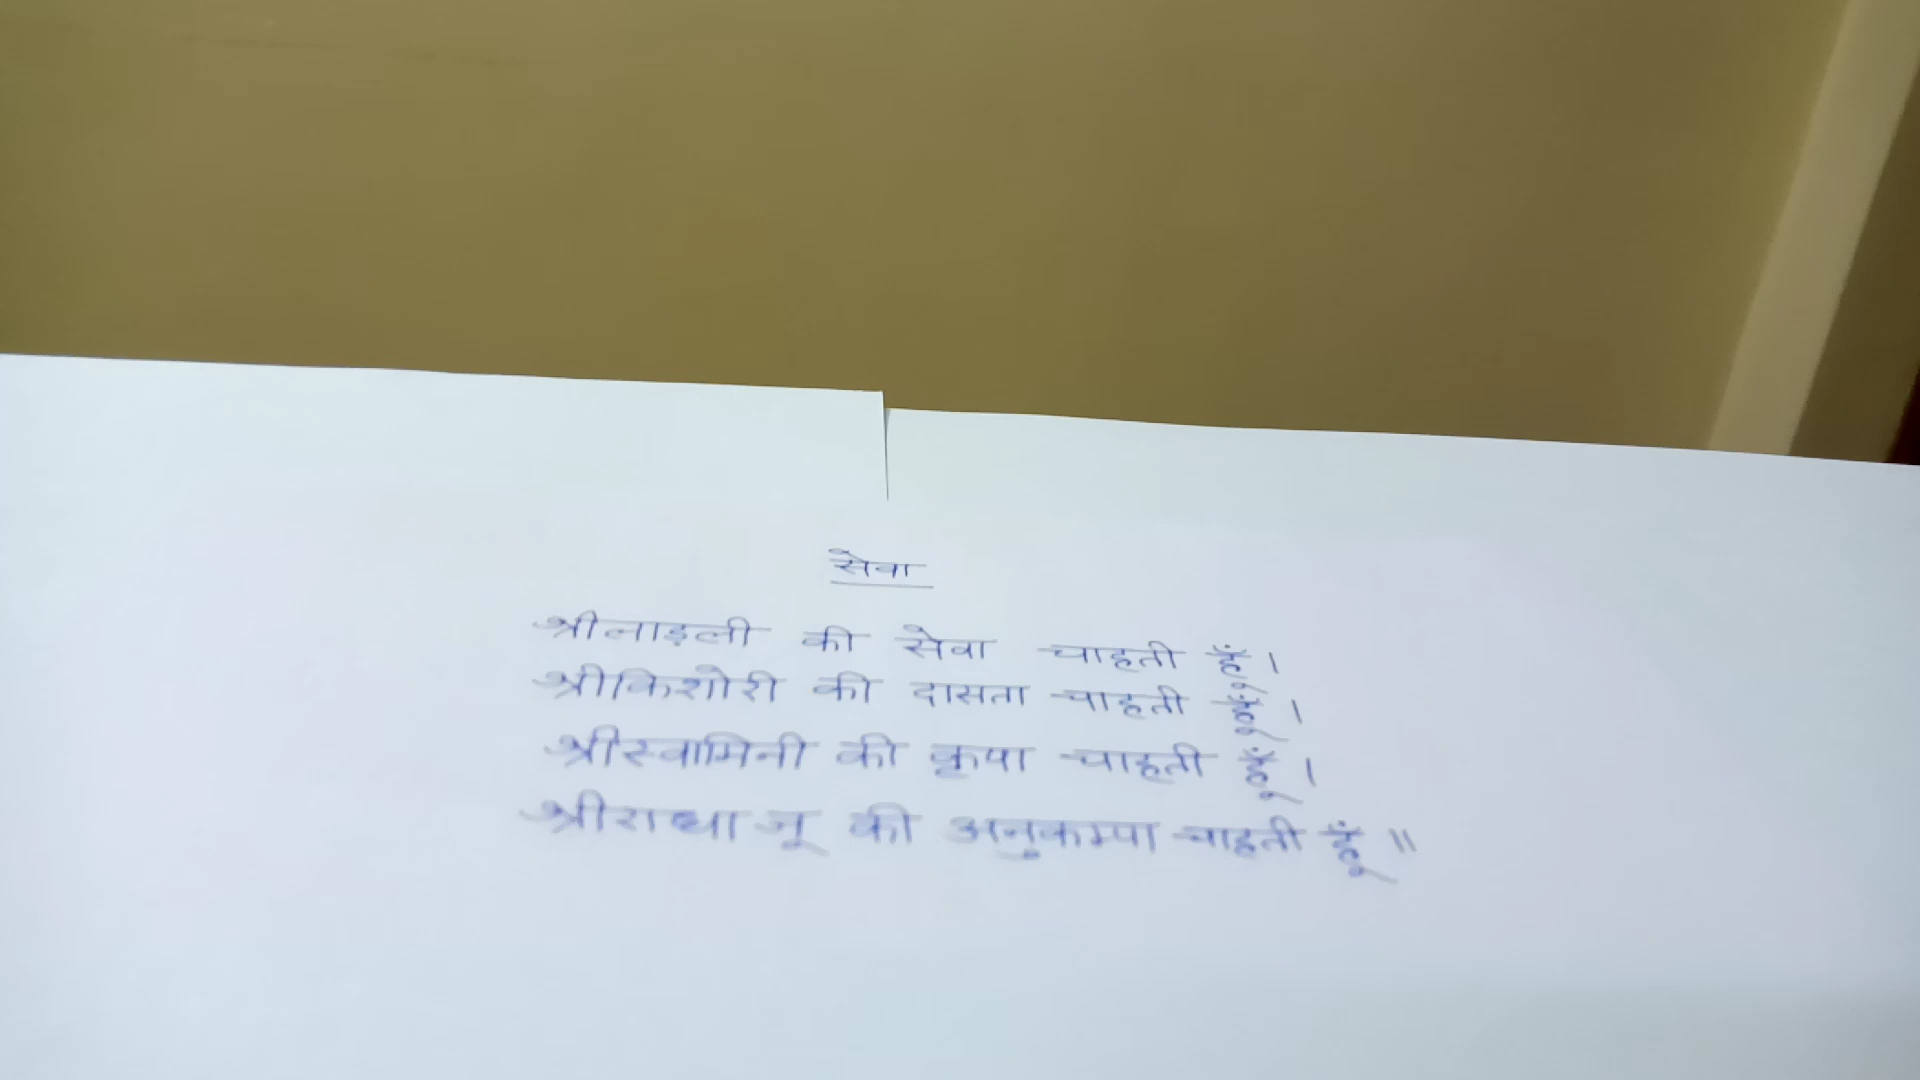 सेवा
श्रीलाड़ली की सेवा चाहती हूँ।
श्रीकिशोरी की दासता चाहती हूँ।
श्रीस्वामिनी की कृपा चाहती हूँ।
श्रीराधा जू की अनुकम्पा चाहती हूँ॥